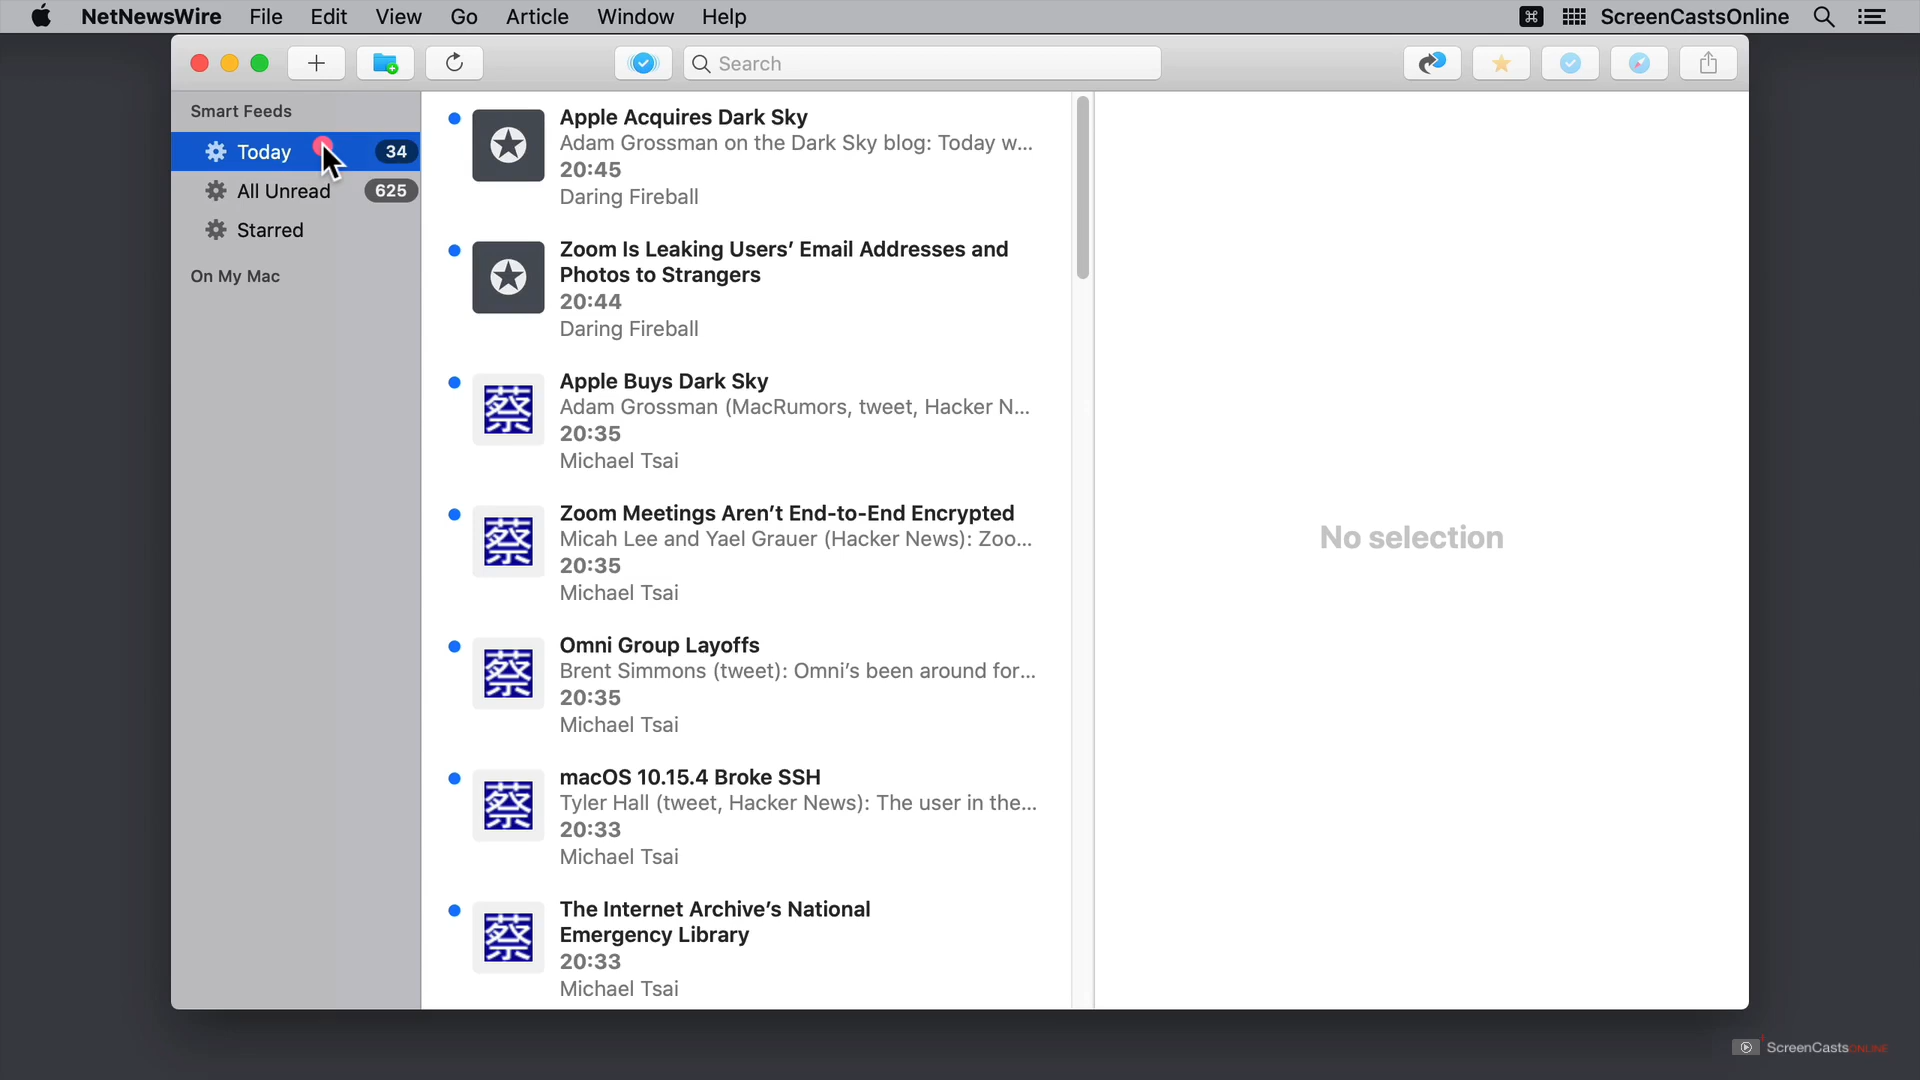 NetNewsWire File Edit View Go Article Window Help
ScreenCastsOnline
Search
Smart Feeds
Today 34
All Unread 625
Starred
On My Mac
Apple Acquires Dark Sky
Adam Grossman on the Dark Sky blog: Today w...
20:45
Daring Fireball
Zoom Is Leaking Users’ Email Addresses and
Photos to Strangers
20:44
Daring Fireball
蔡
Apple Buys Dark Sky
Adam Grossman (MacRumors, tweet, Hacker N...
20:35
Michael Tsai
蔡
Zoom Meetings Aren’t End-to-End Encrypted
Micah Lee and Yael Grauer (Hacker News): Zoo...
20:35
Michael Tsai
蔡
Omni Group Layoffs
Brent Simmons (tweet): Omni’s been around for...
20:35
Michael Tsai
蔡
macOS 10.15.4 Broke SSH
Tyler Hall (tweet, Hacker News): The user in the...
20:33
Michael Tsai
蔡
The Internet Archive’s National
Emergency Library
20:33
Michael Tsai
No selection
ScreenCastsONLINE